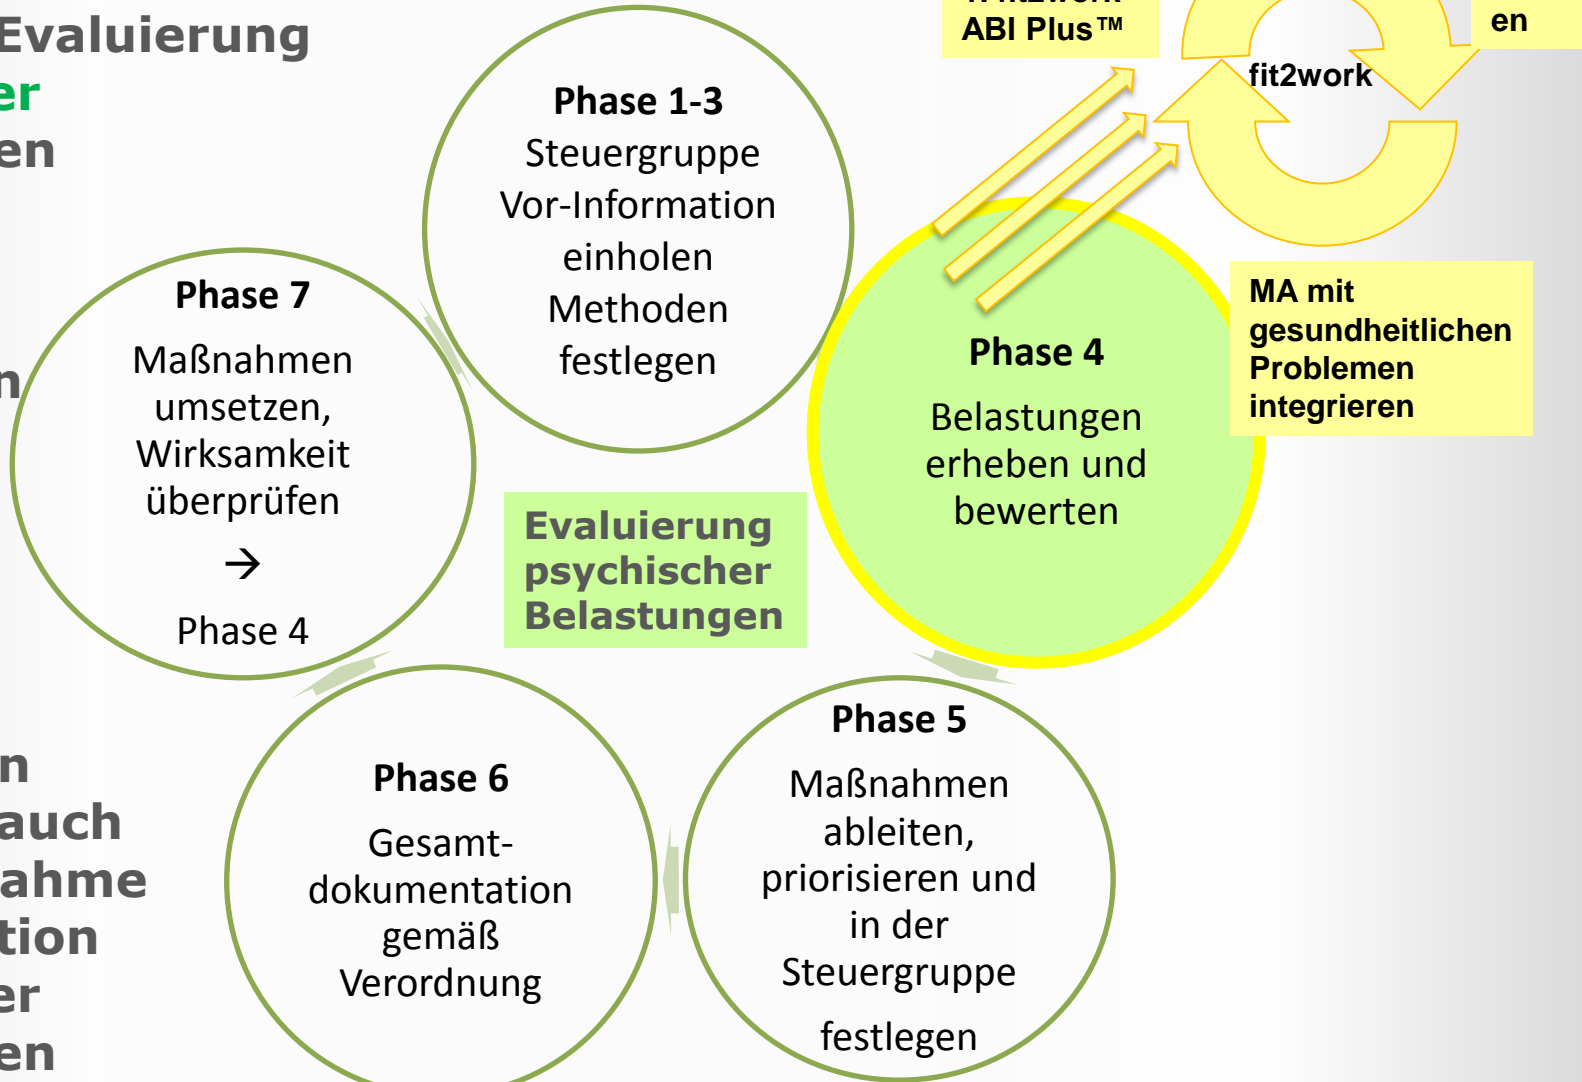 Evaluierung
er
en
n
n
auch
ahme
tion
er
en
Phase 1-3
Steuergruppe
Vor-Information
einholen
Methoden
festlegen
ABI Plus™
en
fit2work
MA mit
gesundheitlichen
Problemen
integrieren
Phase 4
Belastungen
erheben und
bewerten
Phase 7
Maßnahmen
umsetzen,
Wirksamkeit
überprüfen
→
Phase 4
Evaluierung
psychischer
Belastungen
Phase 5
Maßnahmen
ableiten,
priorisieren und
in der
Steuergruppe
festlegen
Phase 6
Gesamt-
dokumentation
gemäß
Verordnung